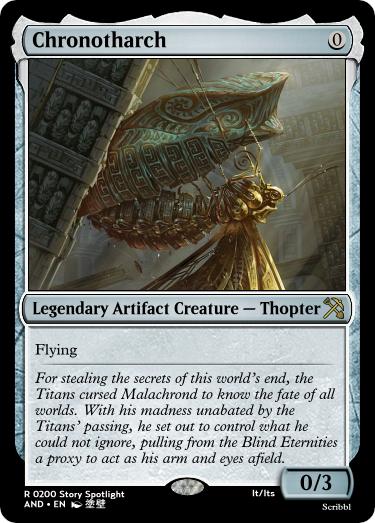 Chronotharch 0
Legendary Artifact Creature — Thopter
Flying
For stealing the secrets of this world's end, the
Titans cursed Malachrond to know the fate of all
worlds. With his madness unabated by the
Titans' passing, he set out to control what he
could not ignore, pulling from the Blind Eternities
a proxy to act as his arm and eyes afield.
0/3
R 0200 Story Spotlight It/Its
AND • EN 塗壁 Scribbl